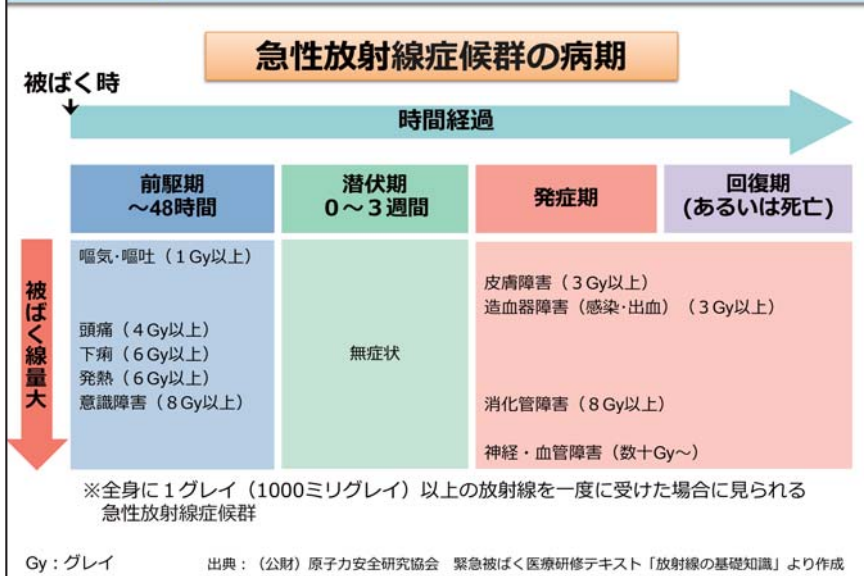 急性放射線症候群の病期
被ばく時
時間経過
前駆期
～48時間
潜伏期
0～3週間
発症期
回復期
(あるいは死亡)
被ばく線量大
嘔気･嘔吐（１Gy以上）
頭痛（４Gy以上）
下痢（６Gy以上）
発熱（６Gy以上）
意識障害（８Gy以上）
無症状
皮膚障害（３Gy以上）
造血器障害（感染･出血）（３Gy以上）
消化管障害（８Gy以上）
神経・血管障害（数十Gy～）
※全身に１グレイ（1000ミリグレイ）以上の放射線を一度に受けた場合に見られる
急性放射線症候群
Gy：グレイ
出典：（公財）原子力安全研究協会　緊急被ばく医療研修テキスト「放射線の基礎知識」より作成